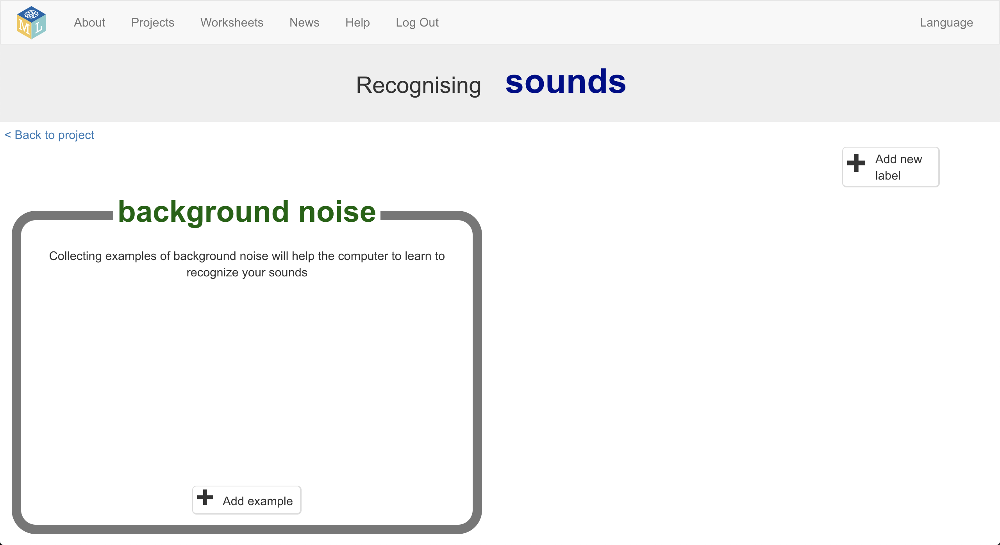 M L
About Projects Worksheets News Help Log Out Language
Recognising sounds
< Back to project
Add new
label
background noise
Collecting examples of background noise will help the computer to learn to
recognize your sounds
Add example